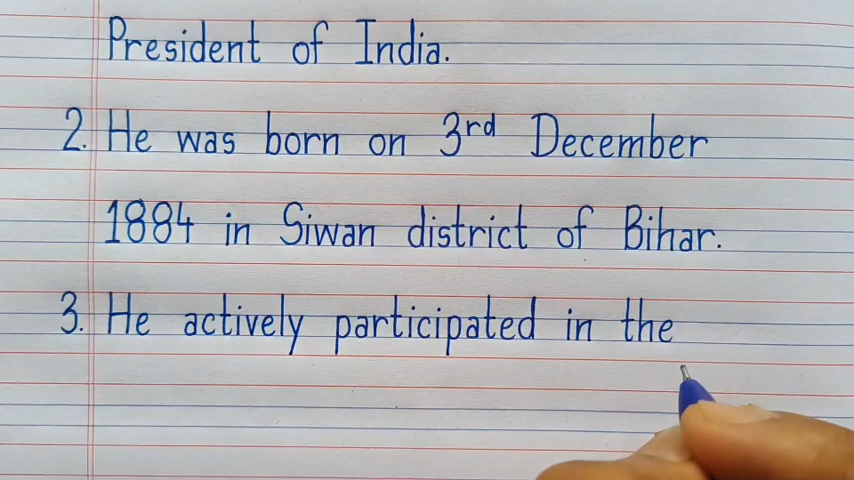 President of India.
2. He was born on 3rd December
1884 in Siwan district of Bihar.
3. He actively participated in the